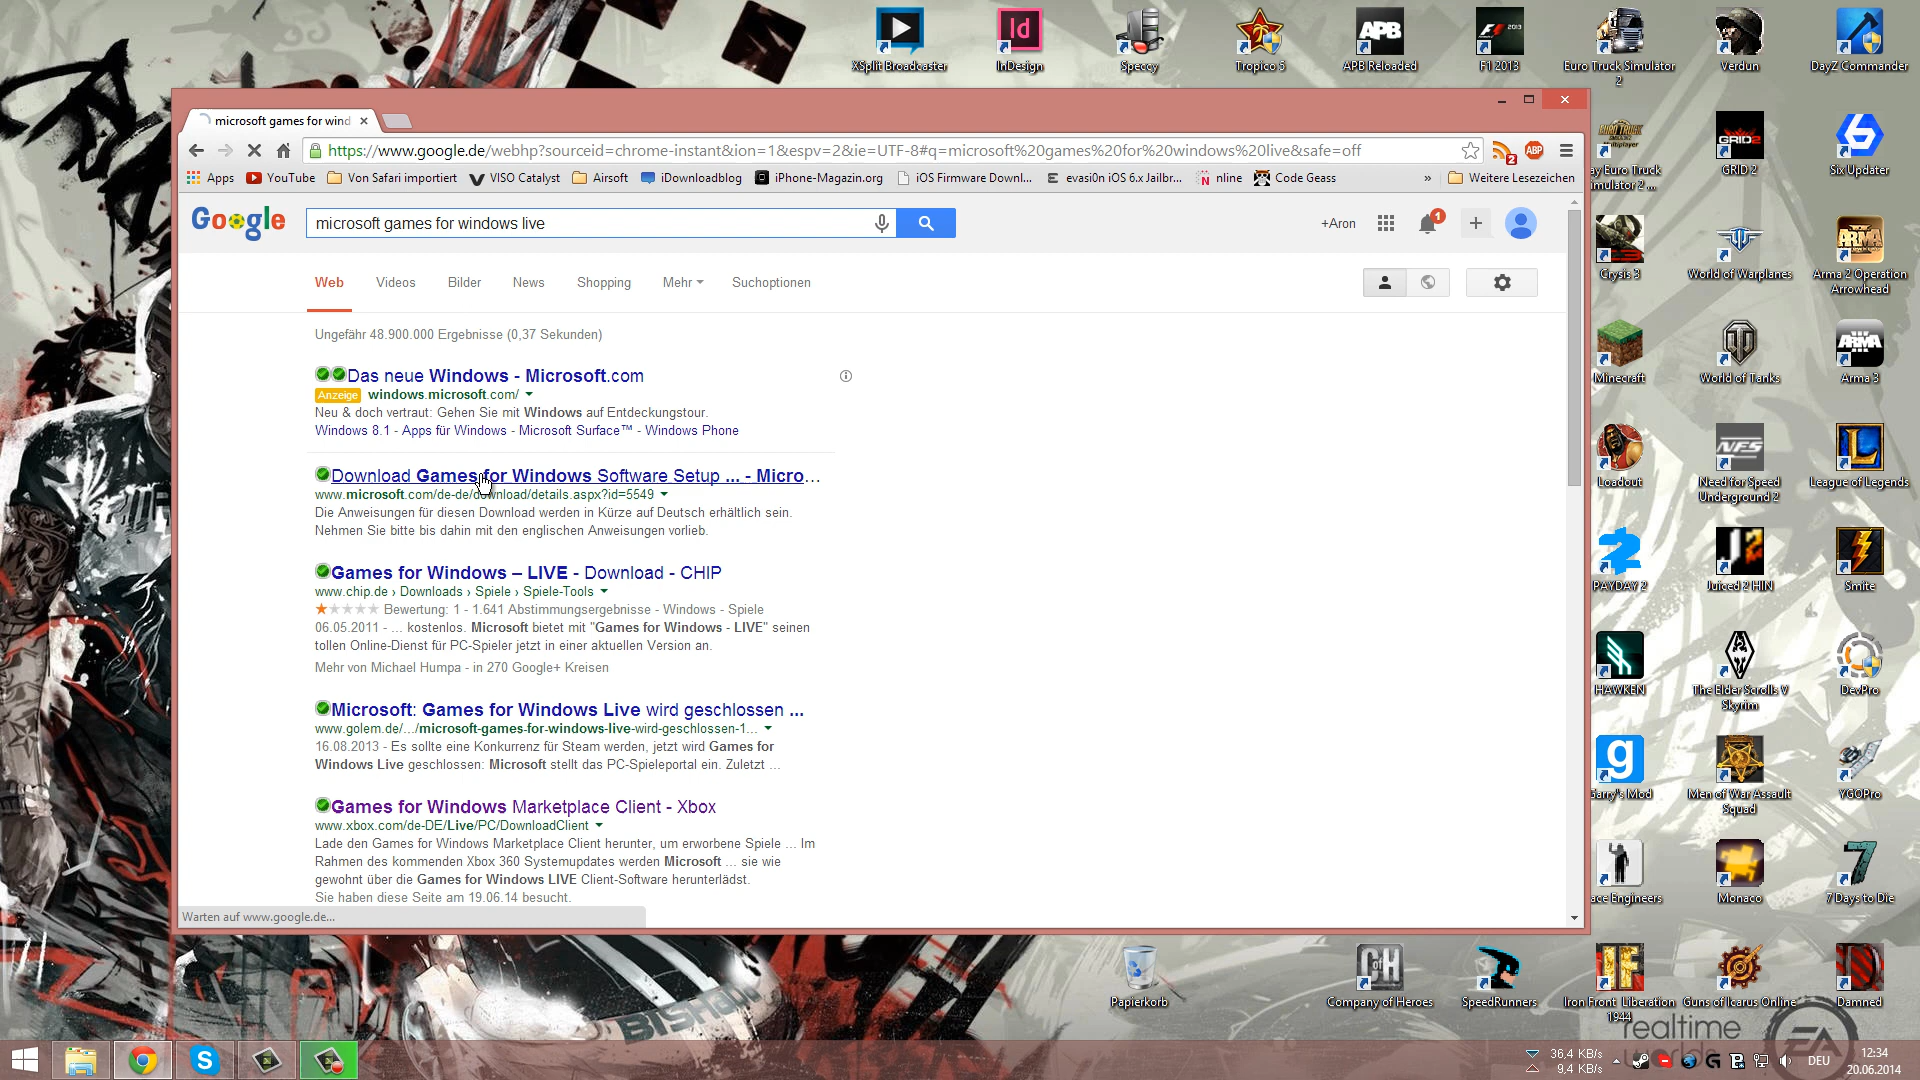 XSplit Broadcaster
InDesign
Speccy
Tropico 5
APB Reloaded
F1 2013
Euro Truck Simulator 2
Verdun
DayZ Commander
microsoft games for wind
https://www.google.de/webhp?sourceid=chrome-instant&ion=1&espv=2&ie=UTF-8#q=microsoft%20games%20for%20windows%20live&safe=off
Apps
YouTube
Von Safari importiert
VISO Catalyst
Airsoft
iDownloadblog
iPhone-Magazin.org
iOS Firmware Downl...
evasi0n iOS 6.x Jailbr...
nline
Code Geass
»
Weitere Lesezeichen
Google
microsoft games for windows live
+Aron
1
Web
Videos
Bilder
News
Shopping
Mehr
Suchoptionen
Ungefähr 48.900.000 Ergebnisse (0,37 Sekunden)
Das neue Windows - Microsoft.com
Anzeige windows.microsoft.com/
Neu & doch vertraut: Gehen Sie mit Windows auf Entdeckungstour.
Windows 8.1 - Apps für Windows - Microsoft Surface™ - Windows Phone
Download Games for Windows Software Setup ... - Micro...
www.microsoft.com/de-de/download/details.aspx?id=5549
Die Anweisungen für diesen Download werden in Kürze auf Deutsch erhältlich sein.
Nehmen Sie bitte bis dahin mit den englischen Anweisungen vorlieb.
Games for Windows – LIVE - Download - CHIP
www.chip.de › Downloads › Spiele › Spiele-Tools
Bewertung: 1 - 1.641 Abstimmungsergebnisse - Windows - Spiele
06.05.2011 - ... kostenlos. Microsoft bietet mit "Games for Windows - LIVE" seinen
tollen Online-Dienst für PC-Spieler jetzt in einer aktuellen Version an.
Mehr von Michael Humpa - in 270 Google+ Kreisen
Microsoft: Games for Windows Live wird geschlossen ...
www.golem.de/.../microsoft-games-for-windows-live-wird-geschlossen-1...
16.08.2013 - Es sollte eine Konkurrenz für Steam werden, jetzt wird Games for
Windows Live geschlossen: Microsoft stellt das PC-Spieleportal ein. Zuletzt ...
Games for Windows Marketplace Client - Xbox
www.xbox.com/de-DE/Live/PC/DownloadClient
Lade den Games for Windows Marketplace Client herunter, um erworbene Spiele ... Im
Rahmen des kommenden Xbox 360 Systemupdates werden Microsoft ... sie wie
gewohnt über die Games for Windows LIVE Client-Software herunterlädst.
Sie haben diese Seite am 19.06.14 besucht.
Warten auf www.google.de...
ay Euro Truck
imulator 2 ...
GRID 2
Six Updater
Crysis 3
World of Warplanes
Arma 2 Operation Arrowhead
Minecraft
World of Tanks
Arma 3
Loadout
Need for Speed Underground 2
League of Legends
PAYDAY 2
Juiced 2 HIN
Smite
HAWKEN
The Elder Scrolls V Skyrim
DevPro
Garry's Mod
Men of War Assault Squad
YGOPro
ace Engineers
Monaco
7 Days to Die
Papierkorb
Company of Heroes
SpeedRunners
Iron Front Liberation 1944
Guns of Icarus Online
Damned
BISHAMO
realtime
worlds
EA
36,4 KB/s
9,4 KB/s
DEU
12:34
20.06.2014